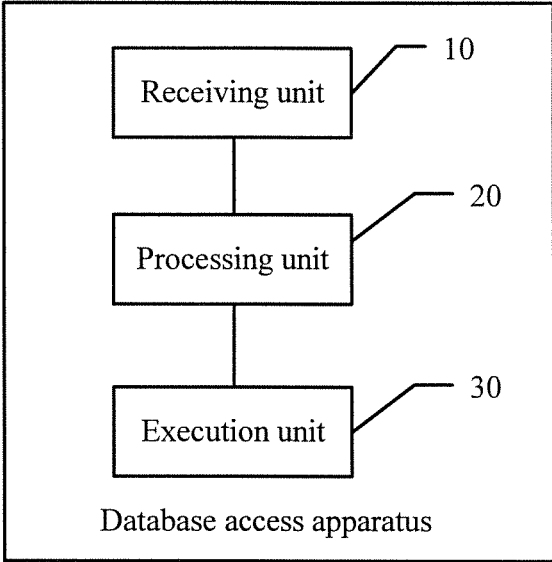 10
Receiving unit
20
Processing unit
30
Execution unit
Database access apparatus